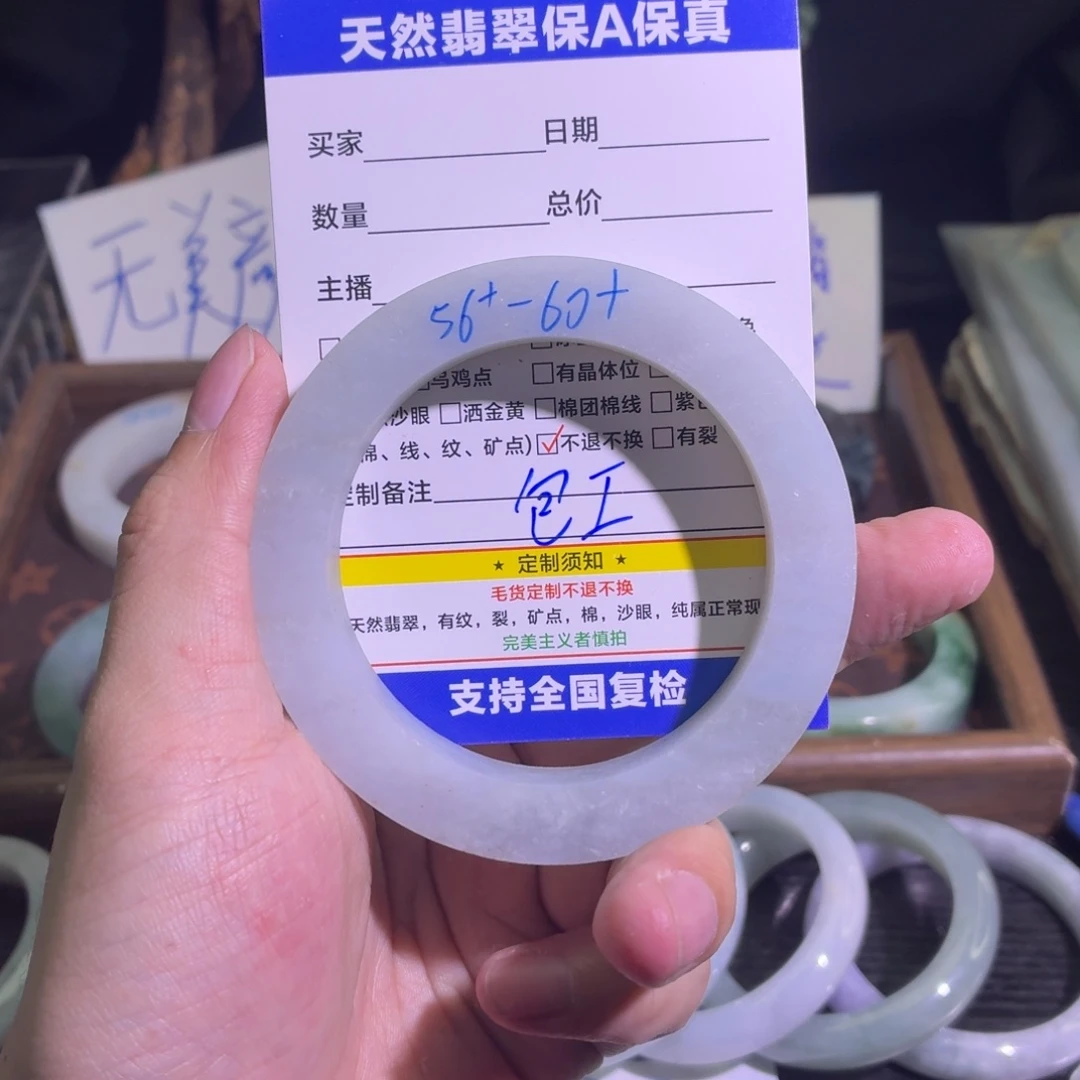 天然翡翠保A保真
买家 日期
数量 总价
主播
56+-60+
乌鸡点 □有晶体位
沙眼 □洒金黄 □棉团棉线 □紫
棉、线、纹、矿点)☑不退不换 □有裂
定制备注
包工
★ 定制须知 ★
毛货定制不退不换
天然翡翠，有纹，裂，矿点，棉，沙眼，纯属正常现
完美主义者慎拍
支持全国复检
无